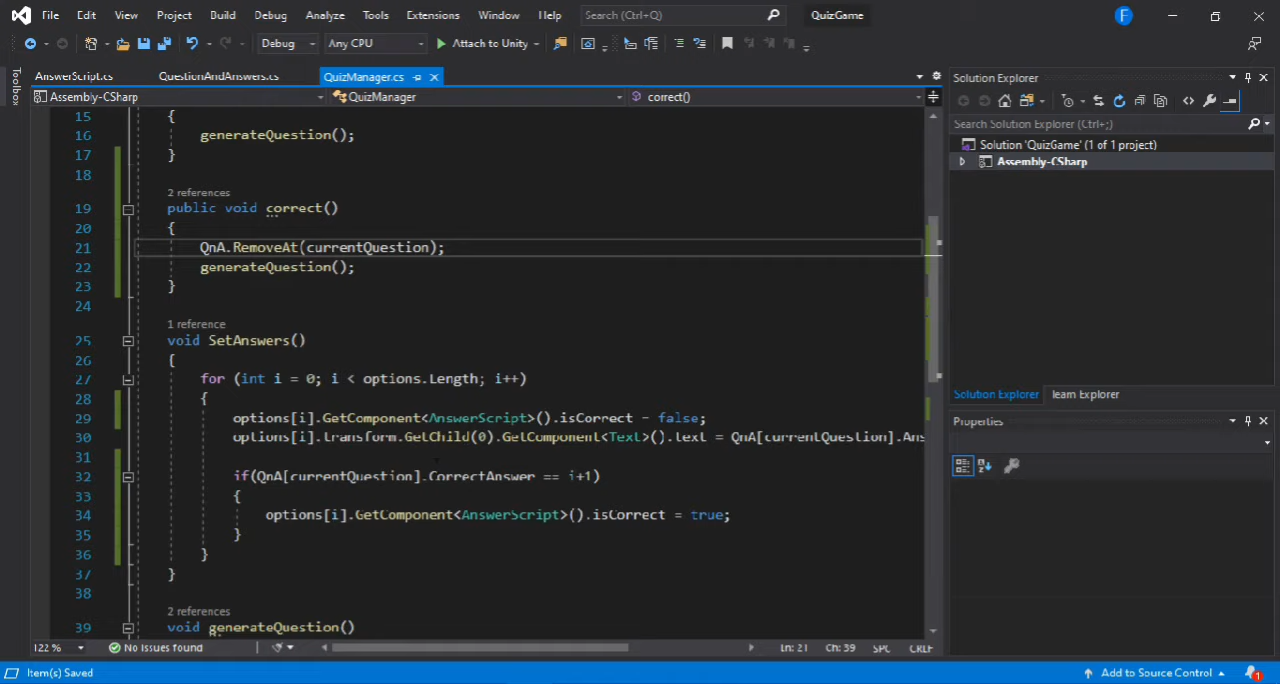 File Edit View Project Build Debug Analyze Tools Extensions Window Help Search (Ctrl+Q) QuizGame F
Debug Any CPU Attach to Unity
Toolbox
AnswerScript.cs QuestionAndAnswers.cs QuizManager.cs
Assembly-CSharp QuizManager correct()
15 {
16 generateQuestion();
17 }
18
2 references
19 public void correct()
20 {
21 QnA.RemoveAt(currentQuestion);
22 generateQuestion();
23 }
24
1 reference
25 void SetAnswers()
26 {
27 for (int i = 0; i < options.Length; i++)
28 {
29 options[i].GetComponent<AnswerScript>().isCorrect = false;
30 options[i].transform.GetChild(0).GetComponent<Text>().text = QnA[currentQuestion].Ans
31
32 if(QnA[currentQuestion].CorrectAnswer == i+1)
33 {
34 options[i].GetComponent<AnswerScript>().isCorrect = true;
35 }
36 }
37 }
38
2 references
39 void generateQuestion()
122 % No issues found Ln: 21 Ch: 39 SPC CRLF
Solution Explorer
Search Solution Explorer (Ctrl+;)
Solution 'QuizGame' (1 of 1 project)
Assembly-CSharp
Solution Explorer Team Explorer
Properties
Item(s) Saved Add to Source Control 1